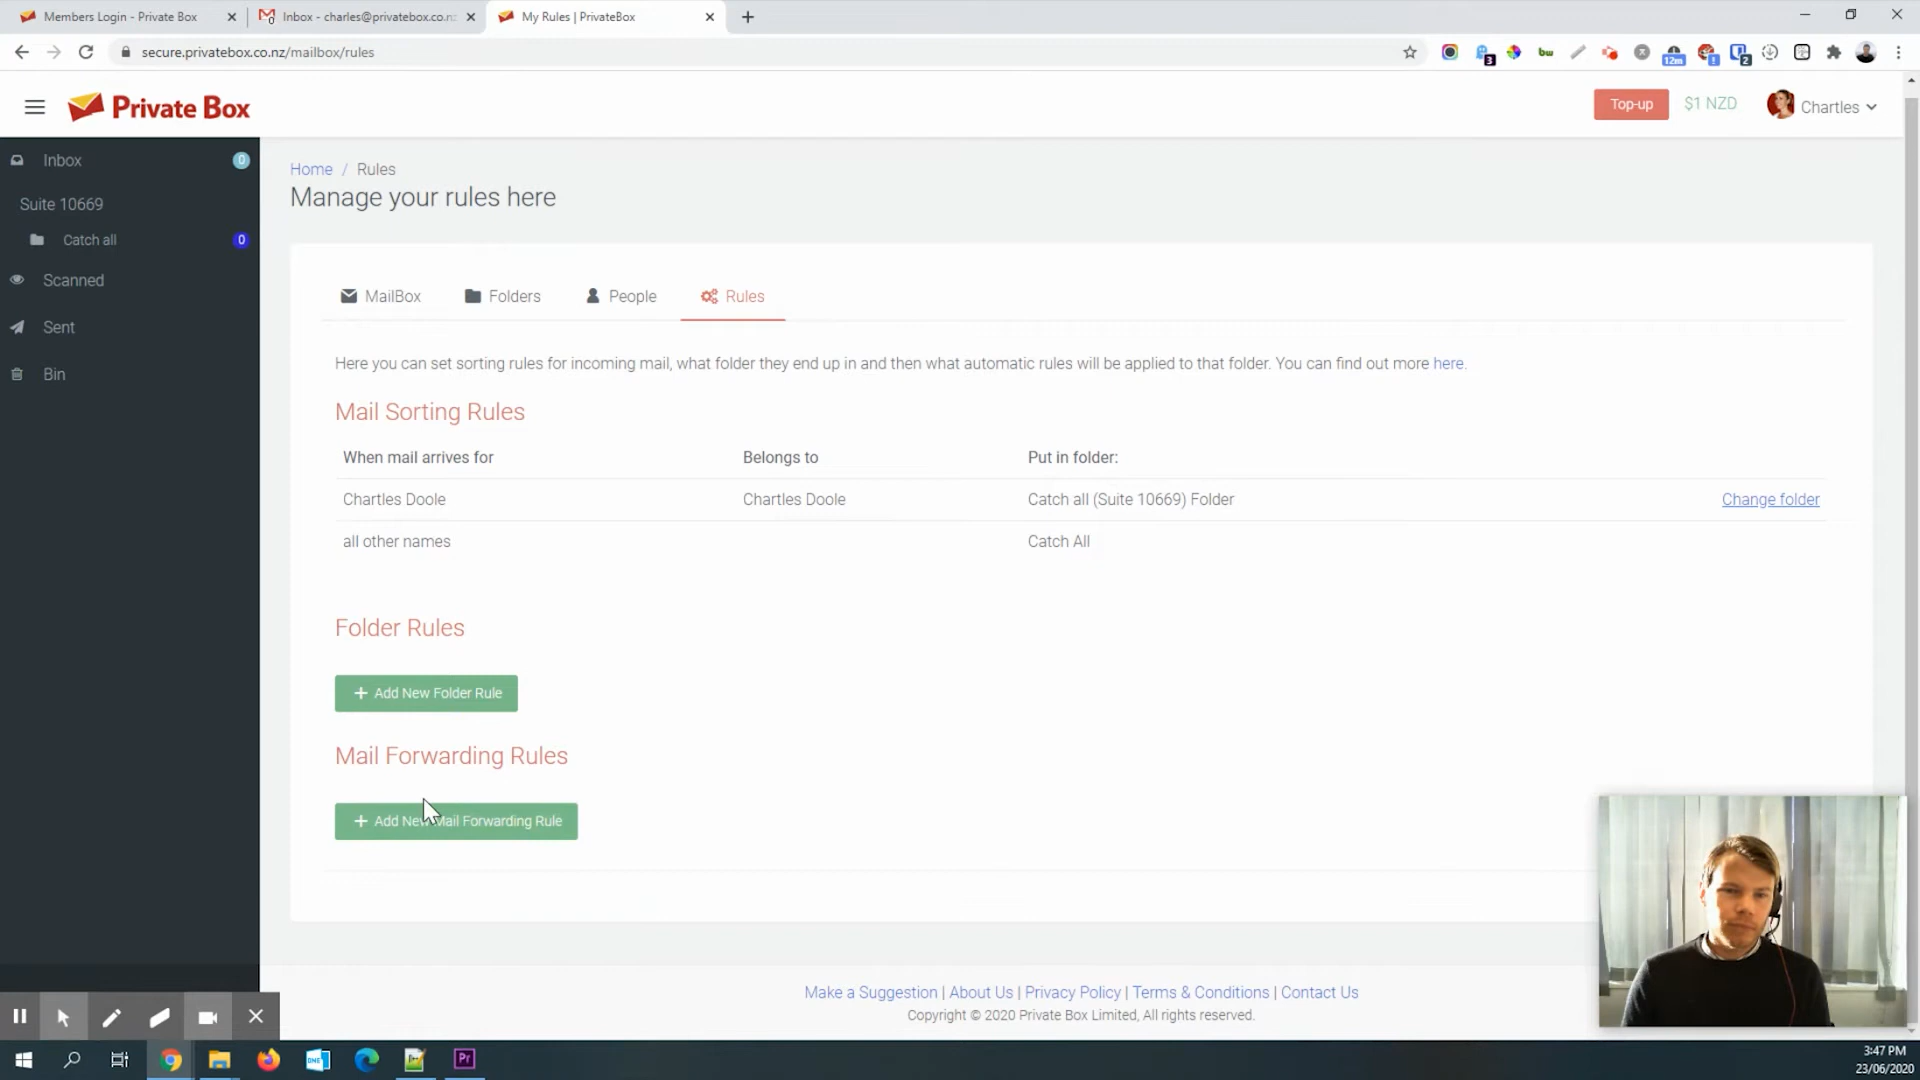 Members Login - Private Box
Inbox - charles@privatebox.co.nz
My Rules | PrivateBox
secure.privatebox.co.nz/mailbox/rules
3
bw
12m
!
2
Private Box
Top-up
$1 NZD
Chartles
Inbox
0
Suite 10669
Catch all
0
Scanned
Sent
Bin
Home / Rules
Manage your rules here
MailBox
Folders
People
Rules
Here you can set sorting rules for incoming mail, what folder they end up in and then what automatic rules will be applied to that folder. You can find out more here.
Mail Sorting Rules
When mail arrives for
Belongs to
Put in folder:
Chartles Doole
Chartles Doole
Catch all (Suite 10669) Folder
Change folder
all other names
Catch All
Folder Rules
+ Add New Folder Rule
Mail Forwarding Rules
+ Add New Mail Forwarding Rule
Make a Suggestion | About Us | Privacy Policy | Terms & Conditions | Contact Us
Copyright © 2020 Private Box Limited, All rights reserved.
Pr
3:47 PM
23/06/2020